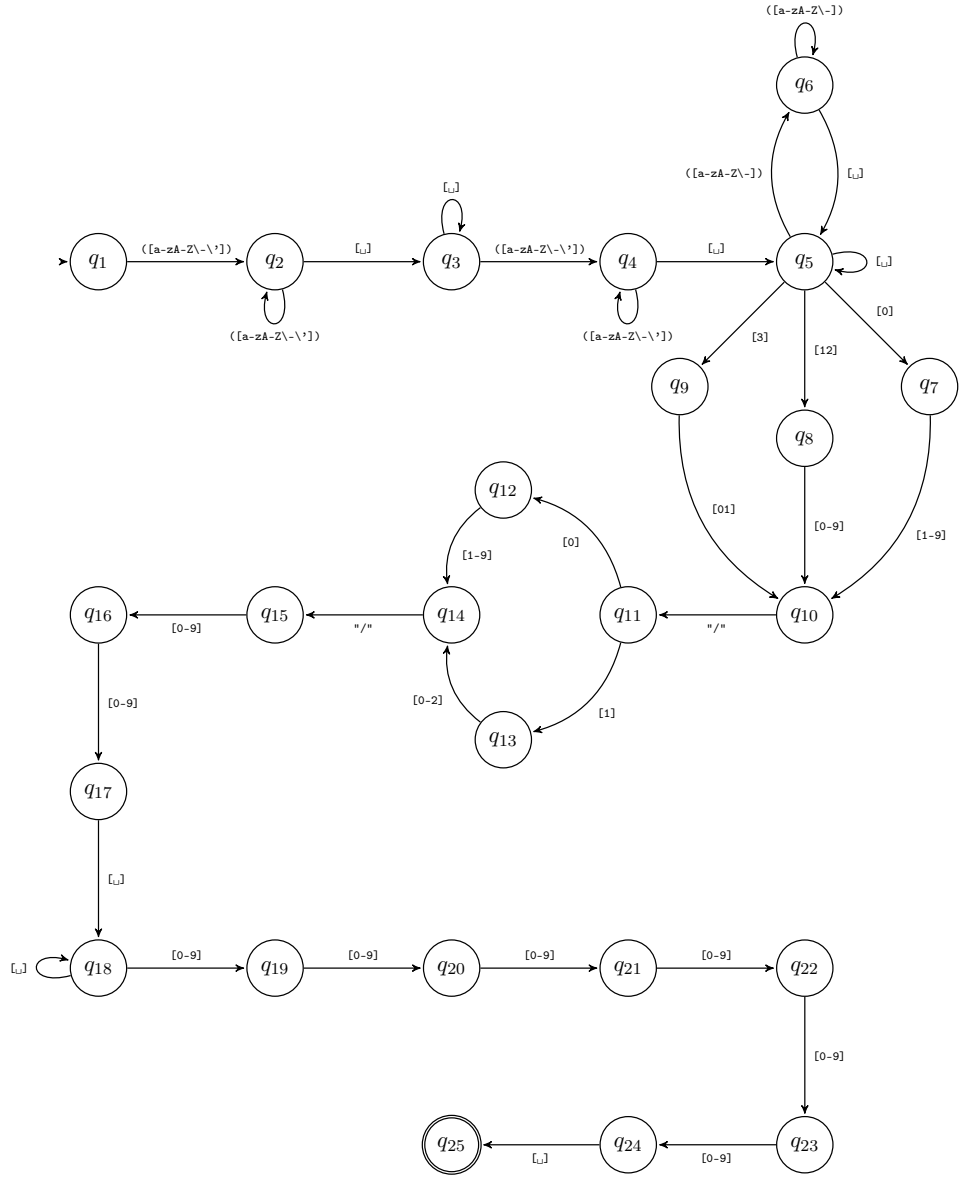 ([a-zA-Z\-])
q6
([a-zA-Z\-])
[␣]
[␣]
q1
([a-zA-Z\-\'])
q2
[␣]
q3
([a-zA-Z\-\'])
q4
[␣]
q5
[␣]
([a-zA-Z\-\'])
([a-zA-Z\-\'])
[3]
[12]
[0]
q9
q8
q7
q12
[01]
[0-9]
[1-9]
[1-9]
[0]
q16
[0-9]
q15
"/"
q14
q11
"/"
q10
[0-9]
[0-2]
[1]
q13
q17
[␣]
[␣]
q18
[0-9]
q19
[0-9]
q20
[0-9]
q21
[0-9]
q22
[0-9]
q25
[␣]
q24
[0-9]
q23